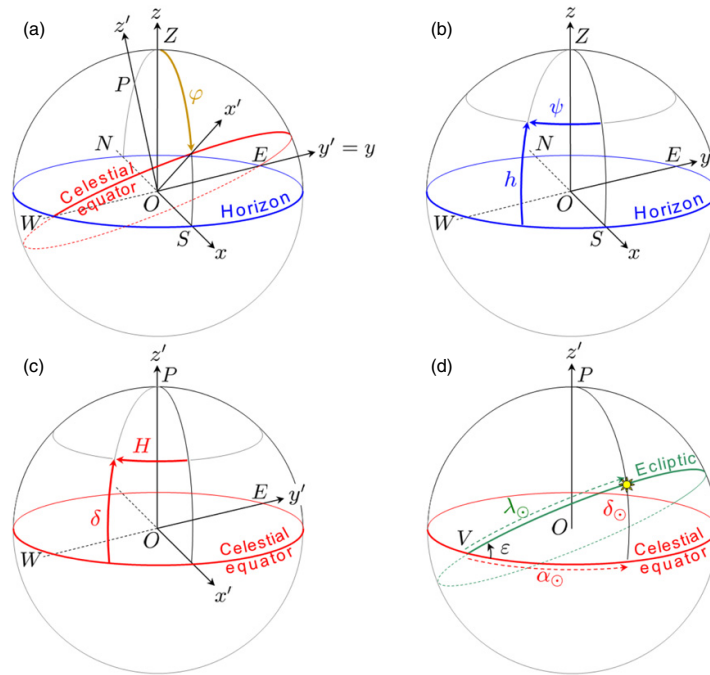 (a)
z
z′
Z
P
φ
x′
N
y′ = y
E
Celestial
equator
O
W
Horizon
S
x
(b)
z
Z
ψ
N
y
E
h
O
W
Horizon
S
x
(c)
z′
P
H
E
y′
δ
O
W
Celestial
equator
x′
(d)
z′
P
Ecliptic
λ☉
δ☉
V
O
ε
Celestial
equator
α☉